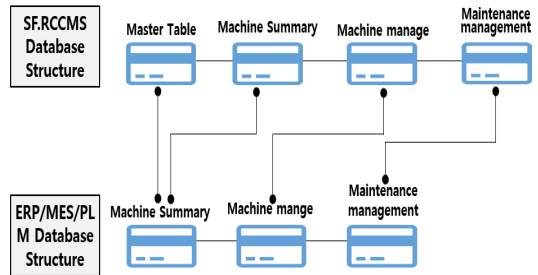 SF.RCCMS
Database
Structure
Master Table
Machine Summary
Machine manage
Maintenance
management
ERP/MES/PL
M Database
Structure
Machine Summary
Machine mange
Maintenance
management